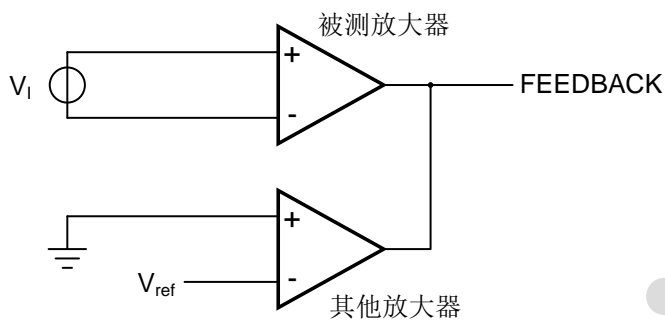 被测放大器
+
V_I
-
FEEDBACK
+
V_ref
-
其他放大器